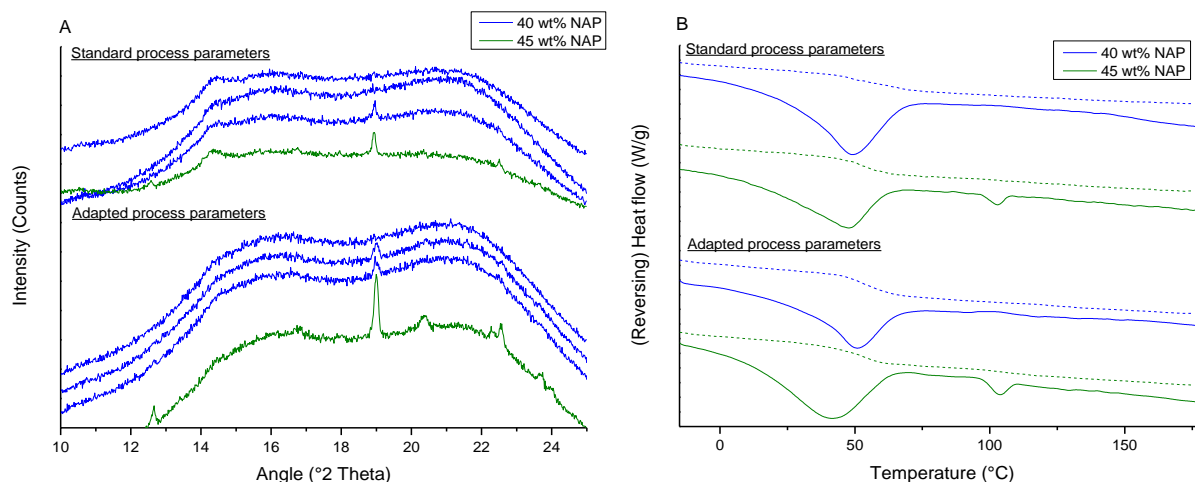 A
40 wt% NAP
45 wt% NAP
Standard process parameters
Adapted process parameters
Intensity (Counts)
10 12 14 16 18 20 22 24
Angle (°2 Theta)
B
Standard process parameters
40 wt% NAP
45 wt% NAP
Adapted process parameters
(Reversing) Heat flow (W/g)
0 50 100 150
Temperature (°C)